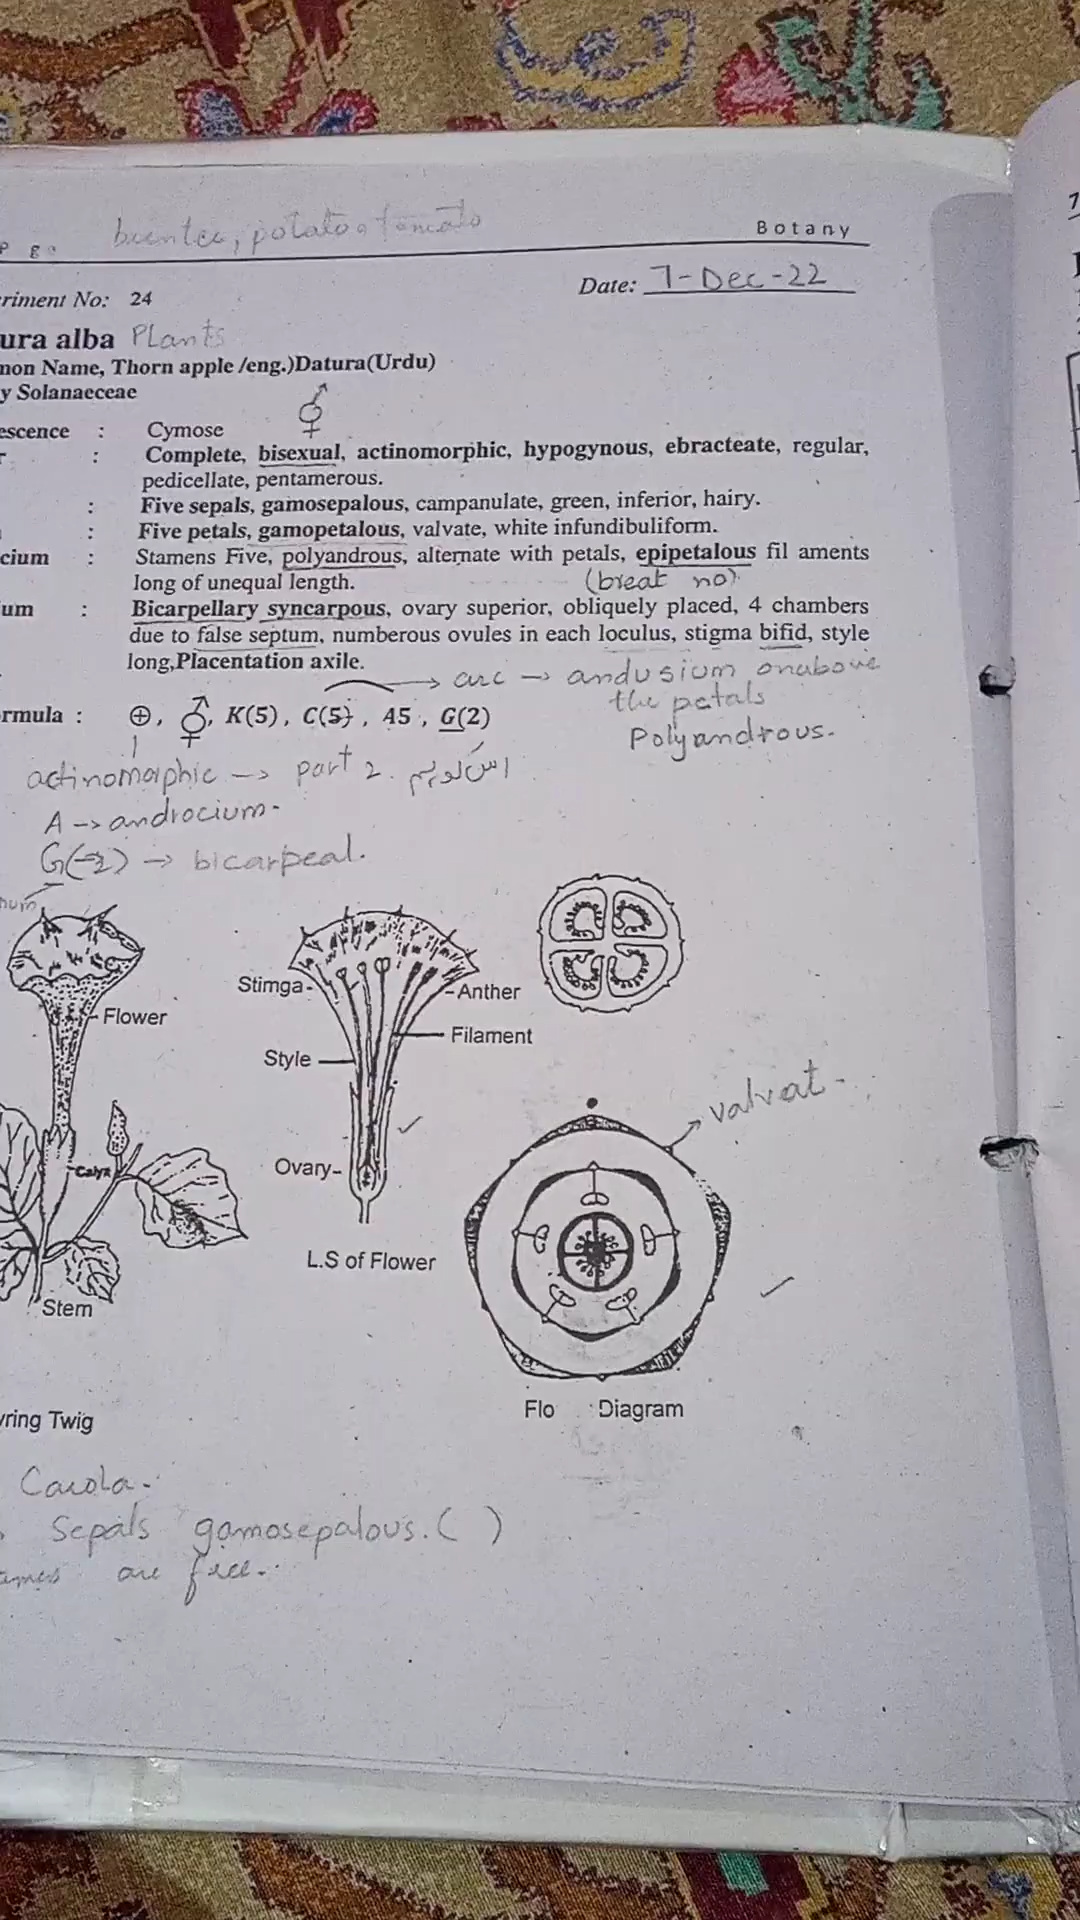 potato, tomato
Botany
riment No: 24
Date: 7-Dec-22
ura alba Plants
mon Name, Thorn apple /eng.)Datura(Urdu)
y Solanaeceae
escence : Cymose
: Complete, bisexual, actinomorphic, hypogynous, ebracteate, regular,
pedicellate, pentamerous.
: Five sepals, gamosepalous, campanulate, green, inferior, hairy.
: Five petals, gamopetalous, valvate, white infundibuliform.
cium : Stamens Five, polyandrous, alternate with petals, epipetalous fil aments
long of unequal length. (breat no)
um : Bicarpellary syncarpous, ovary superior, obliquely placed, 4 chambers
due to false septum, numberous ovules in each loculus, stigma bifid, style
long,Placentation axile.
→ arc → andusium onabove
the petals
rmula : ⊕, ⚥, K(5), C(5), A5, G(2)
Polyandrous.
actinomorphic → part 2.
A → androcium.
G(2) → bicarpeal.
Stimga
Anther
Flower
Filament
Style
valvat.
Ovary
Calyx
L.S of Flower
Stem
Flo Diagram
ring Twig
Carola.
Sepals gamosepalous. ( )
are free.